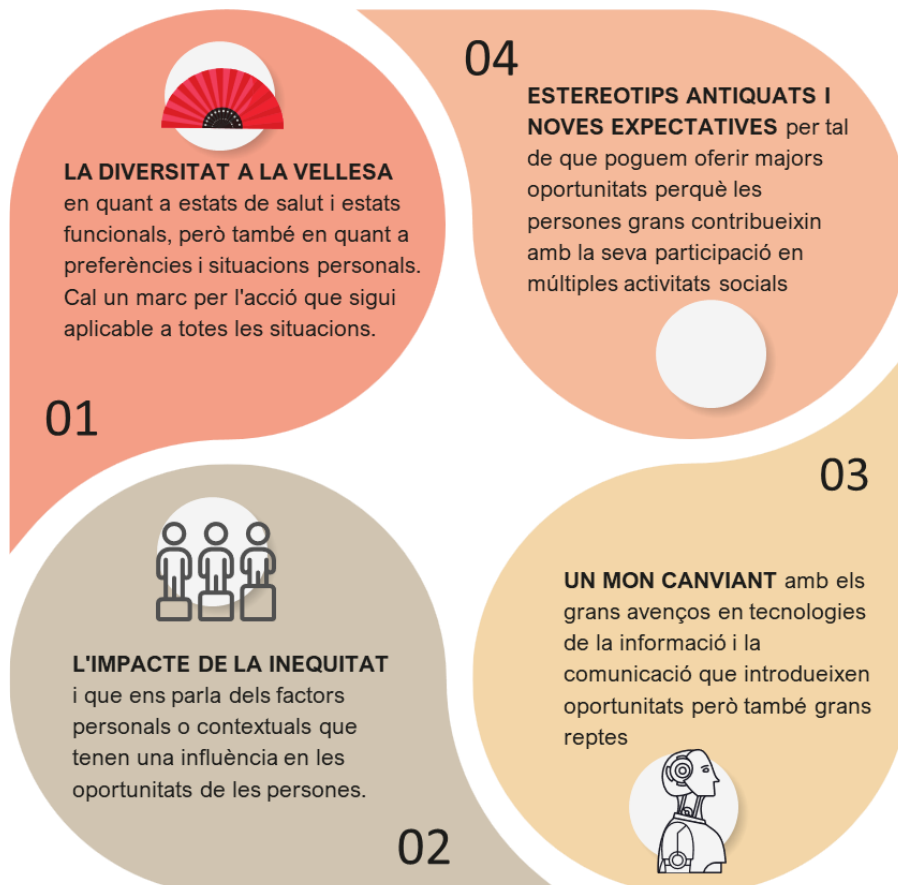 LA DIVERSITAT A LA VELLESA
en quant a estats de salut i estats
funcionals, però també en quant a
preferències i situacions personals.
Cal un marc per l'acció que sigui
aplicable a totes les situacions.
01
L'IMPACTE DE LA INEQUITAT
i que ens parla dels factors
personals o contextuals que
tenen una influència en les
oportunitats de les persones.
02
03
UN MON CANVIANT amb els
grans avenços en tecnologies
de la informació i la
comunicació que introdueixen
oportunitats però també grans
reptes
04
ESTEREOTIPS ANTIQUATS I
NOVES EXPECTATIVES per tal
de que poguem oferir majors
oportunitats perquè les
persones grans contribueixin
amb la seva participació en
múltiples activitats socials